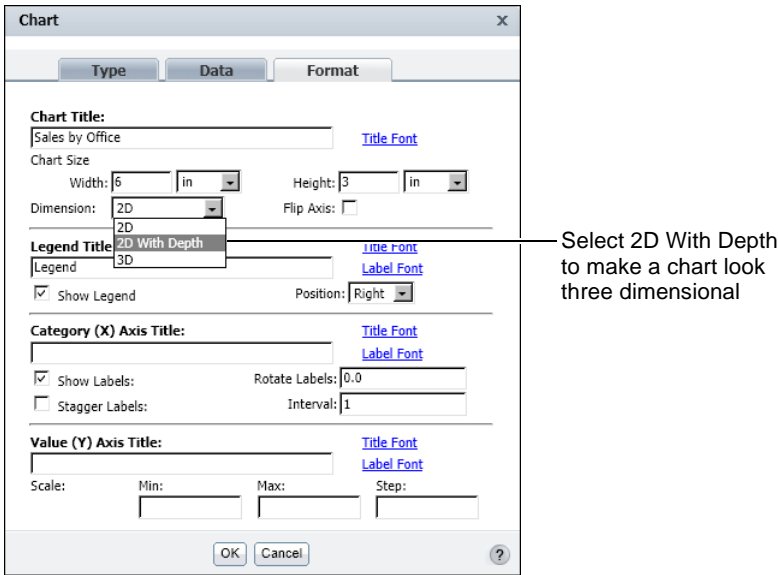 Chart x
Type Data Format
Chart Title:
Sales by Office Title Font
Chart Size
Width: 6 in Height: 3 in
Dimension: 2D Flip Axis:
2D
Legend Title 2D With Depth Title Font
3D
Legend Label Font
Show Legend Position: Right
Category (X) Axis Title: Title Font
Label Font
Show Labels: Rotate Labels: 0.0
Stagger Labels: Interval: 1
Value (Y) Axis Title: Title Font
Label Font
Scale: Min: Max: Step:
OK Cancel ?
Select 2D With Depth
to make a chart look
three dimensional